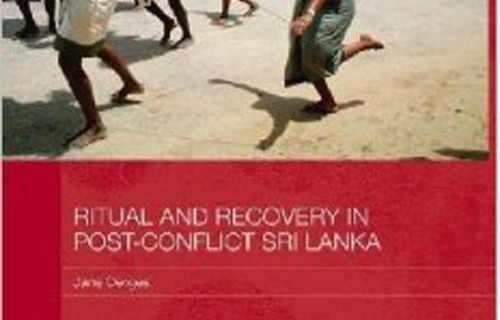 RITUAL AND RECOVERY IN
POST-CONFLICT SRI LANKA
Jane Derges